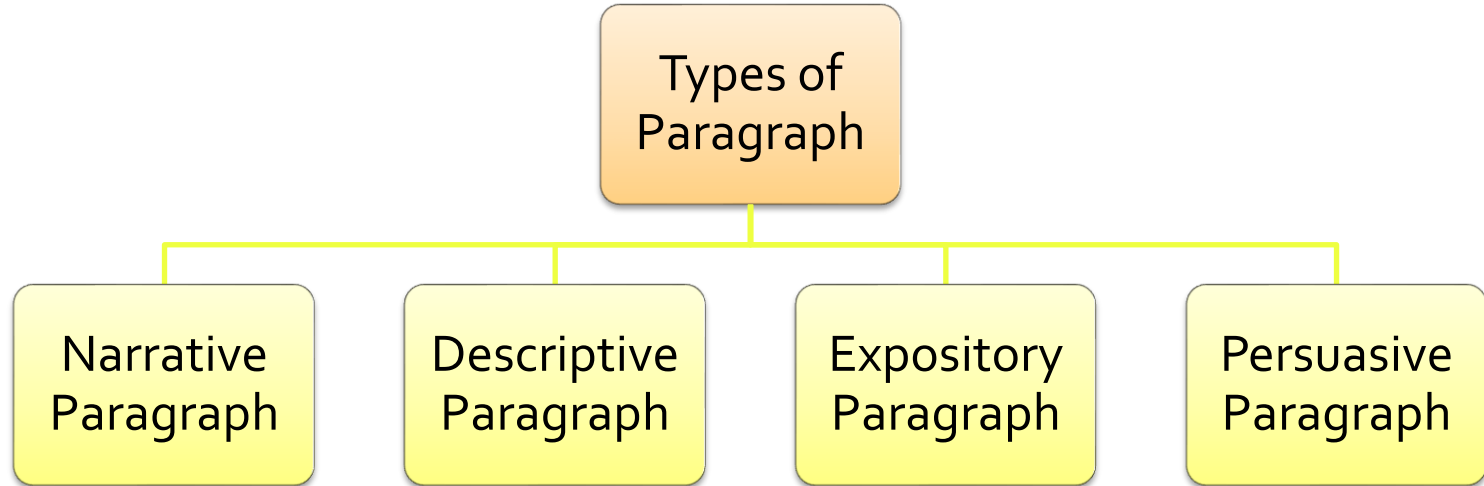 Types of
Paragraph
Narrative
Paragraph
Descriptive
Paragraph
Expository
Paragraph
Persuasive
Paragraph